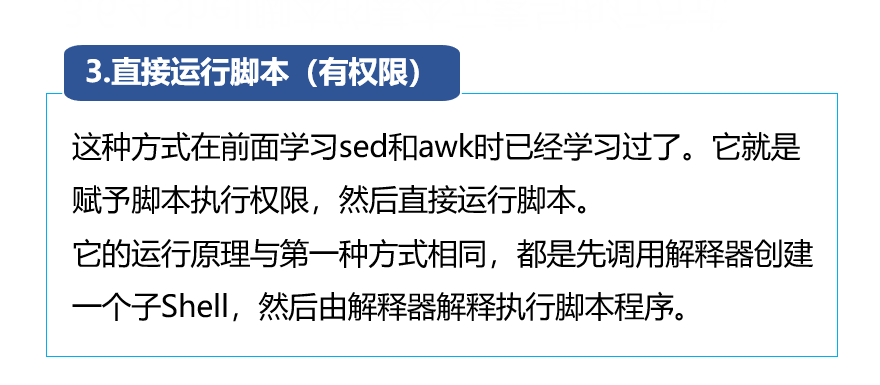 3.直接运行脚本（有权限）
这种方式在前面学习sed和awk时已经学习过了。它就是
赋予脚本执行权限，然后直接运行脚本。
它的运行原理与第一种方式相同，都是先调用解释器创建
一个子Shell，然后由解释器解释执行脚本程序。